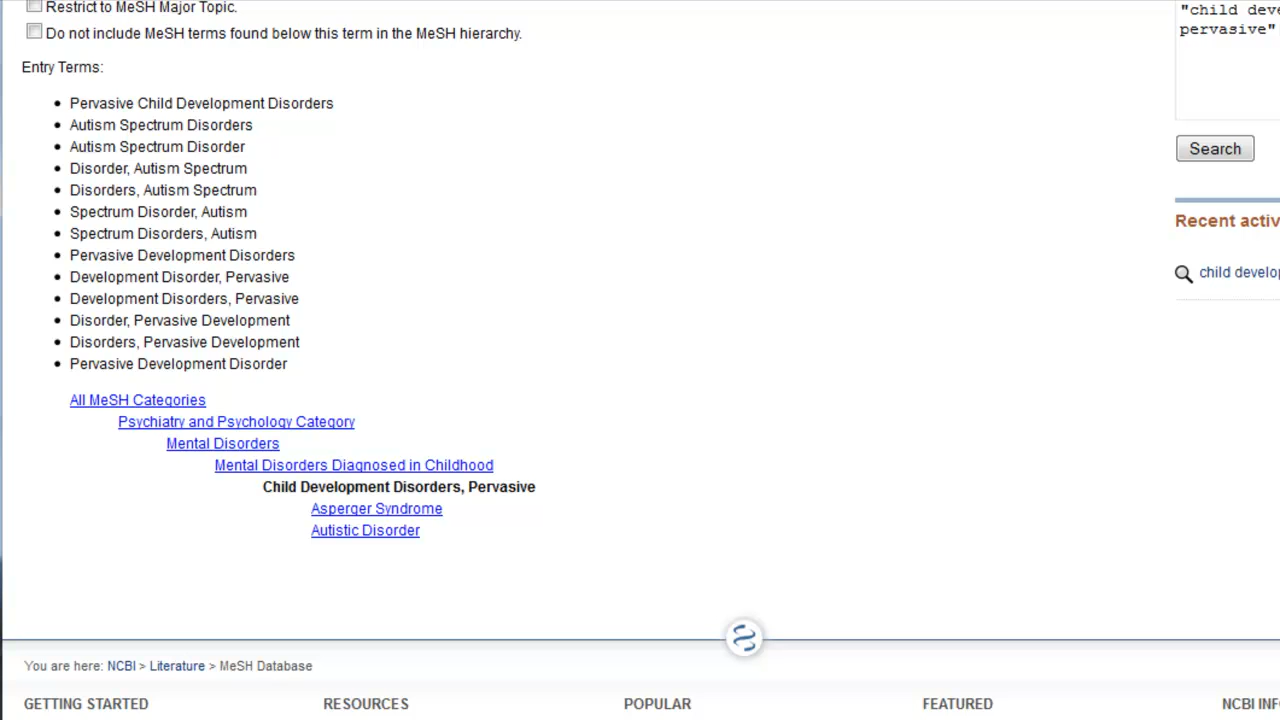 Restrict to MeSH Major Topic.
Do not include MeSH terms found below this term in the MeSH hierarchy.
Entry Terms:
Pervasive Child Development Disorders
Autism Spectrum Disorders
Autism Spectrum Disorder
Disorder, Autism Spectrum
Disorders, Autism Spectrum
Spectrum Disorder, Autism
Spectrum Disorders, Autism
Pervasive Development Disorders
Development Disorder, Pervasive
Development Disorders, Pervasive
Disorder, Pervasive Development
Disorders, Pervasive Development
Pervasive Development Disorder
All MeSH Categories
Psychiatry and Psychology Category
Mental Disorders
Mental Disorders Diagnosed in Childhood
Child Development Disorders, Pervasive
Asperger Syndrome
Autistic Disorder
"child deve
pervasive"
Search
Recent activ
child develop
You are here: NCBI > Literature > MeSH Database
GETTING STARTED
RESOURCES
POPULAR
FEATURED
NCBI INF